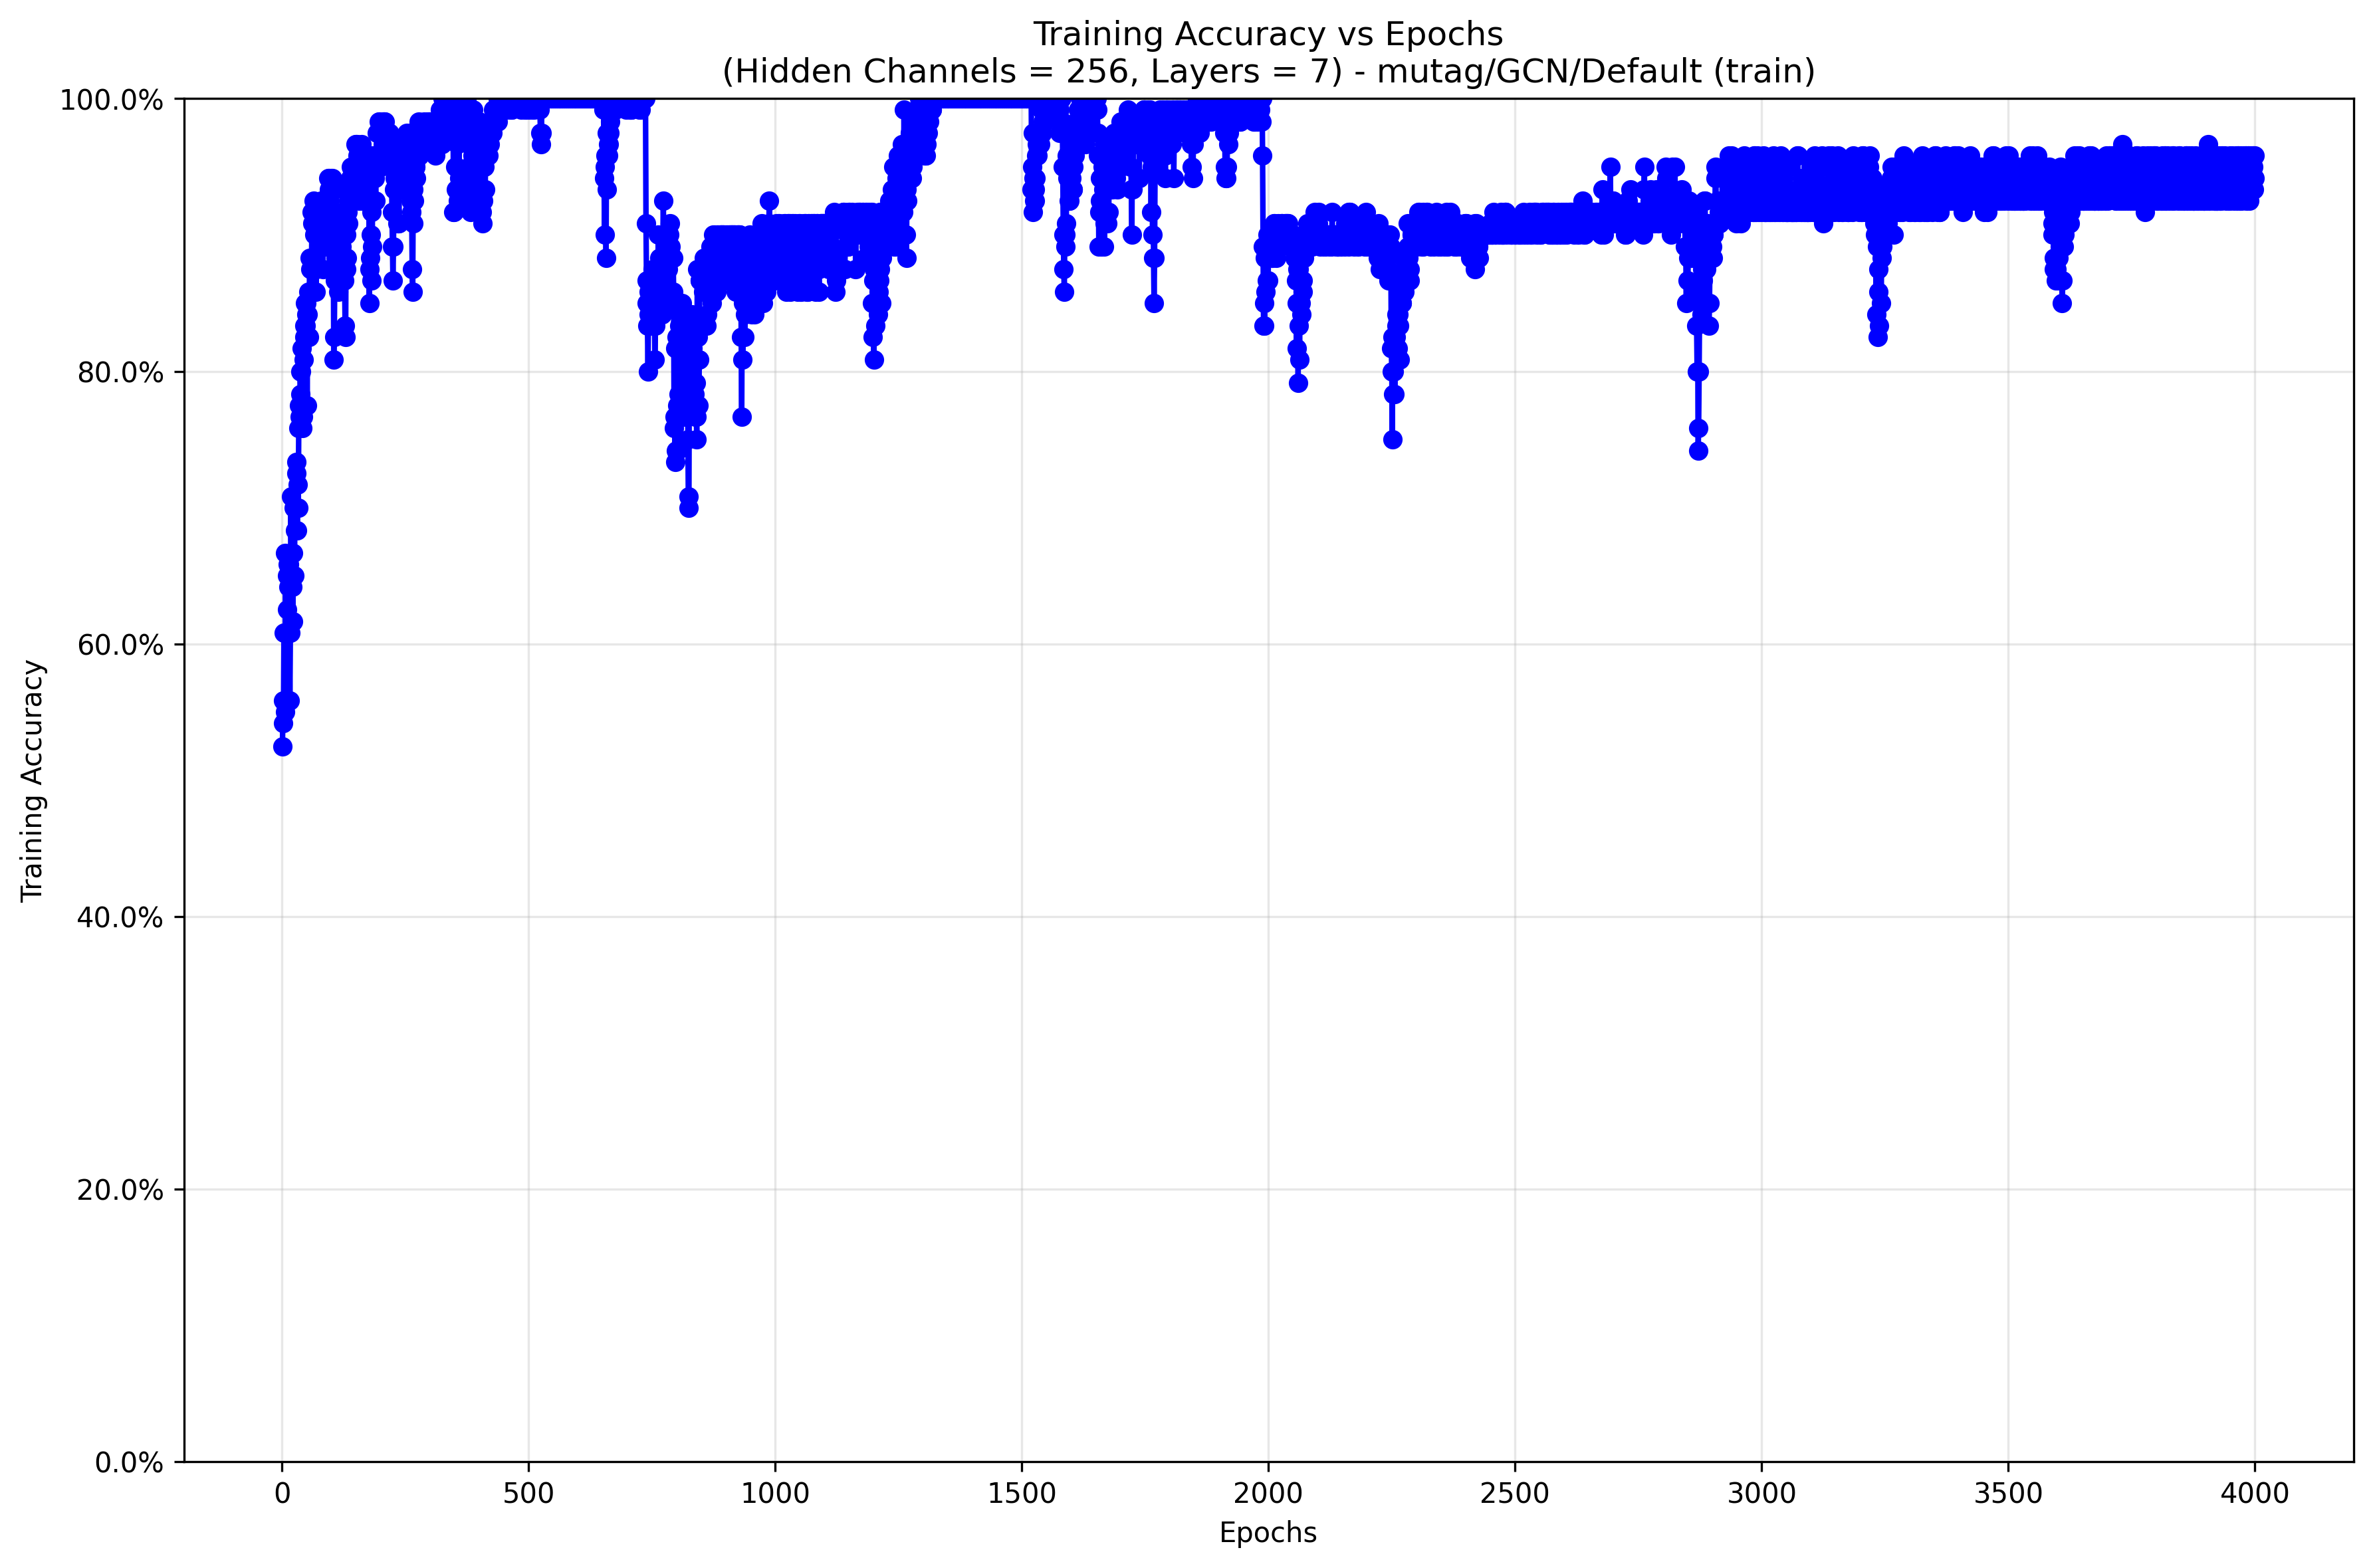 Training Accuracy vs Epochs
(Hidden Channels = 256, Layers = 7) - mutag/GCN/Default (train)
100.0%
80.0%
60.0%
40.0%
20.0%
0.0%
Training Accuracy
0 500 1000 1500 2000 2500 3000 3500 4000
Epochs